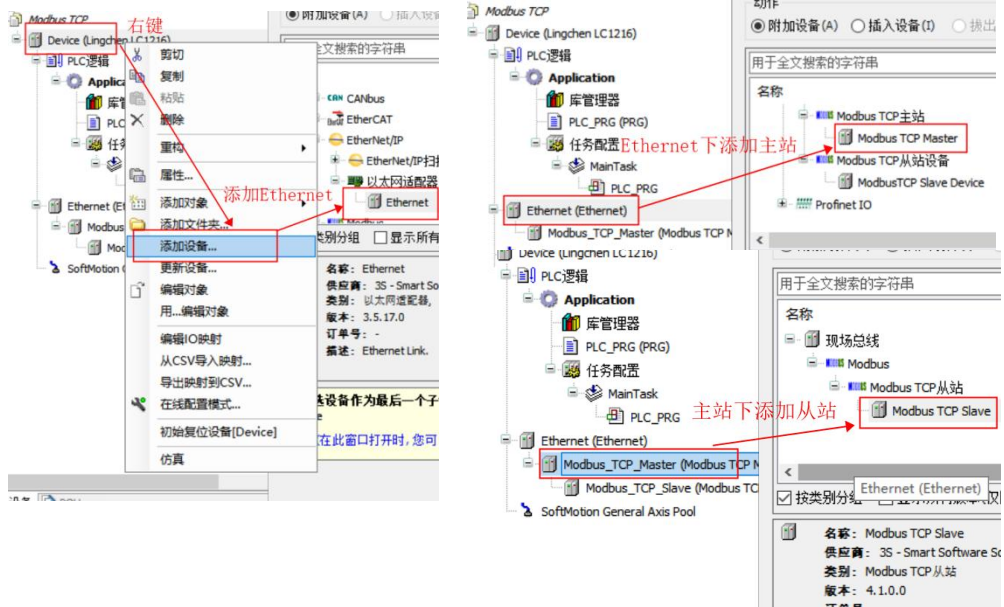 Modbus TCP
右键
附加设备(A)
Device (Lingchen LC1216)
剪切
全文搜索的字符串
PLC逻辑
复制
粘贴
CANbus
删除
EtherCAT
EtherNet/IP
重构
以太网适配器
属性...
添加Ethernet
Ethernet
添加对象
添加文件夹...
添加设备...
更新设备...
编辑对象
用...编辑对象
编辑IO映射
从CSV导入映射...
导出映射到CSV...
在线配置模式...
初始复位设备[Device]
仿真
类别分组
显示所有
名称: Ethernet
供应商: 3S - Smart So
类别: 以太网适配器,
版本: 3.5.17.0
订单号: -
描述: EthernetLink.
设备作为最后一个子
在此窗口打开时,您可
Modbus TCP
Device (Lingchen LC1216)
PLC逻辑
Application
库管理器
PLC_PRG (PRG)
任务配置
MainTask
PLC_PRG
Ethernet (Ethernet)
Modbus_TCP_Master (Modbus TCP M
Ethernet下添加主站
动作
附加设备(A)
插入设备(I)
拔出
用于全文搜索的字符串
名称
Modbus TCP主站
Modbus TCP Master
Modbus TCP从站设备
ModbusTCP Slave Device
Profinet IO
Device (Lingchen LC1216)
PLC逻辑
Application
库管理器
PLC_PRG (PRG)
任务配置
MainTask
PLC_PRG
Ethernet (Ethernet)
Modbus_TCP_Master (Modbus TCP M
Modbus_TCP_Slave (Modbus TC
SoftMotion General Axis Pool
主站下添加从站
用于全文搜索的字符串
名称
现场总线
Modbus
Modbus TCP从站
Modbus TCP Slave
Ethernet (Ethernet)
按类别分组
名称: Modbus TCP Slave
供应商: 3S - Smart Software So
类别: Modbus TCP从站
版本: 4.1.0.0